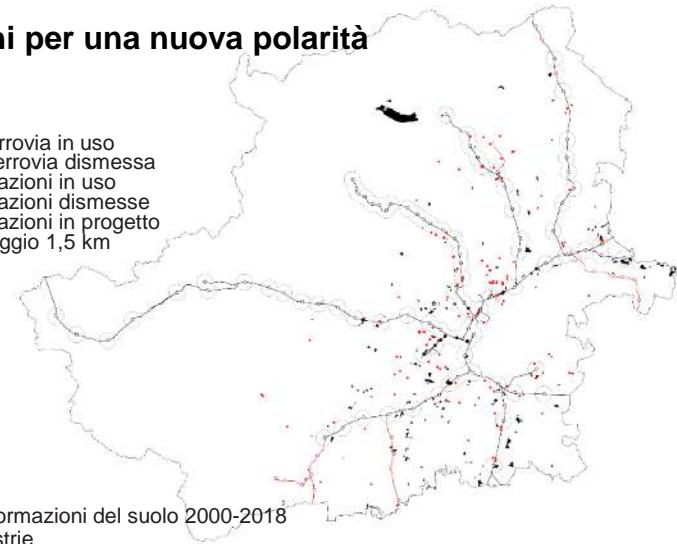 ni per una nuova polarità
rrovia in uso
errovia dismessa
azioni in uso
azioni dismesse
azioni in progetto
ggio 1,5 km
ormazioni del suolo 2000-2018
strie